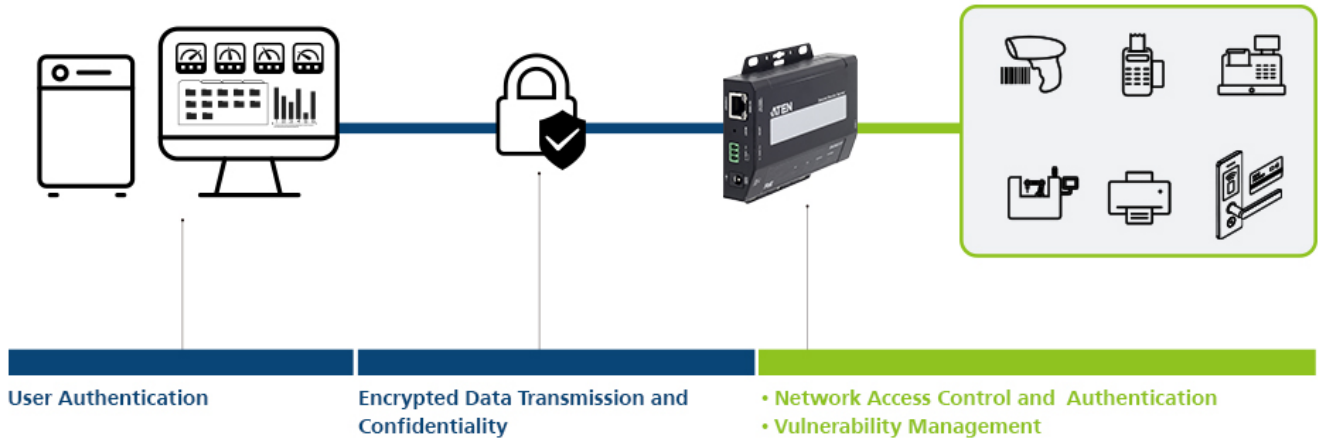 ATEN
User Authentication
Encrypted Data Transmission and
Confidentiality
• Network Access Control and Authentication
• Vulnerability Management